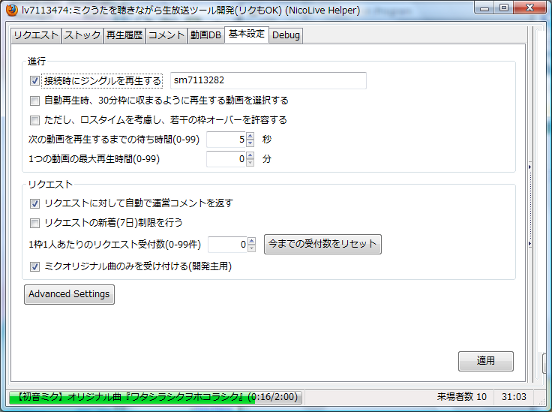 lv7113474:ミクうたを聴きながら生放送ツール開発(リクもOK) (NicoLive Helper)
リクエスト ストック 再生履歴 コメント 動画DB 基本設定 Debug
進行
接続時にジングルを再生する sm7113282
自動再生時、30分枠に収まるように再生する動画を選択する
ただし、ロスタイムを考慮し、若干の枠オーバーを許容する
次の動画を再生するまでの待ち時間(0-99) 5 秒
1つの動画の最大再生時間(0-99) 0 分
リクエスト
リクエストに対して自動で運営コメントを返す
リクエストの新着(7日)制限を行う
1枠1人あたりのリクエスト受付数(0-99件) 0 今までの受付数をリセット
ミクオリジナル曲のみを受け付ける(開発主用)
Advanced Settings
適用
【初音ミク】オリジナル曲『ワタシラシクヲホコラシク』(0:16/2:00) 来場者数 10 31:03